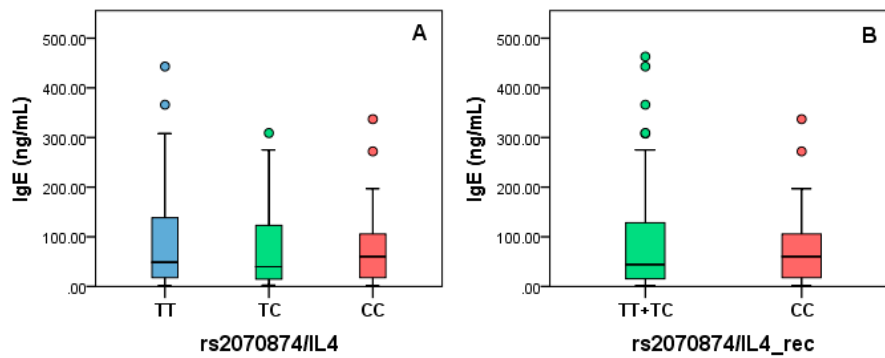 A
IgE (ng/mL)
500.00
400.00
300.00
200.00
100.00
.00
TT TC CC
rs2070874/IL4
B
IgE (ng/mL)
500.00
400.00
300.00
200.00
100.00
.00
TT+TC CC
rs2070874/IL4_rec